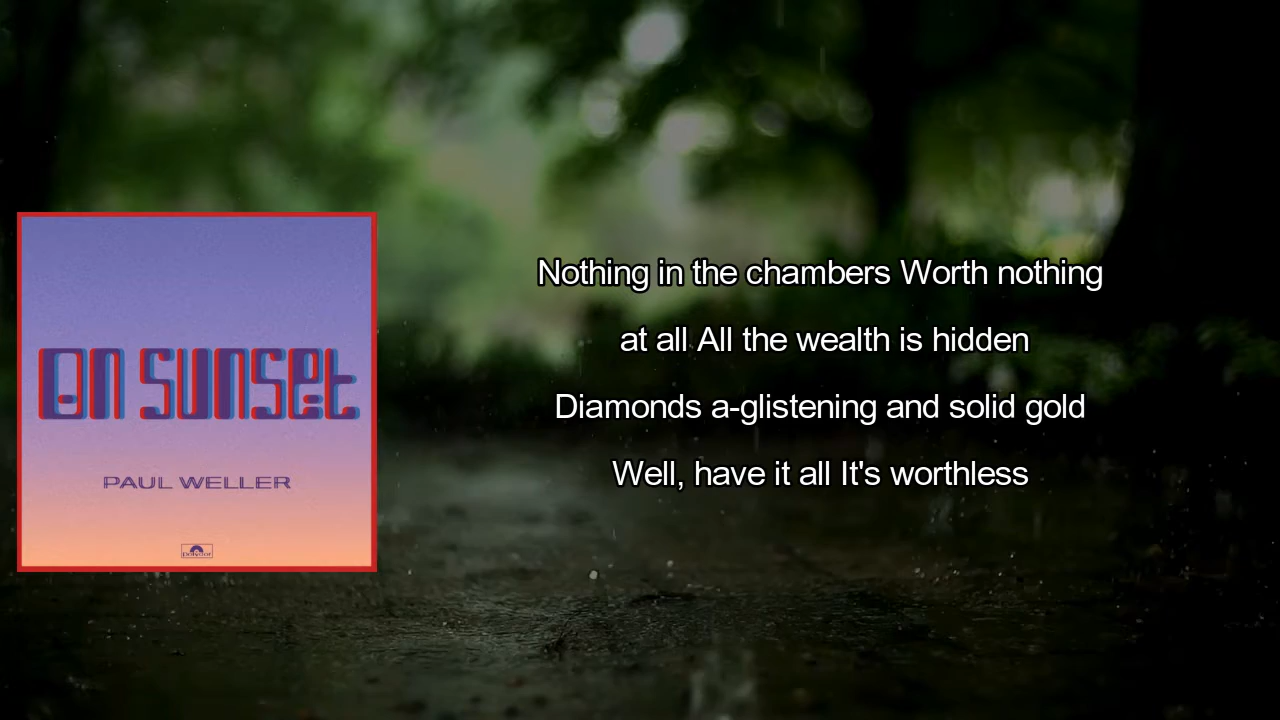 On Sunset
PAUL WELLER
polydor
Nothing in the chambers Worth nothing
at all All the wealth is hidden
Diamonds a-glistening and solid gold
Well, have it all It's worthless